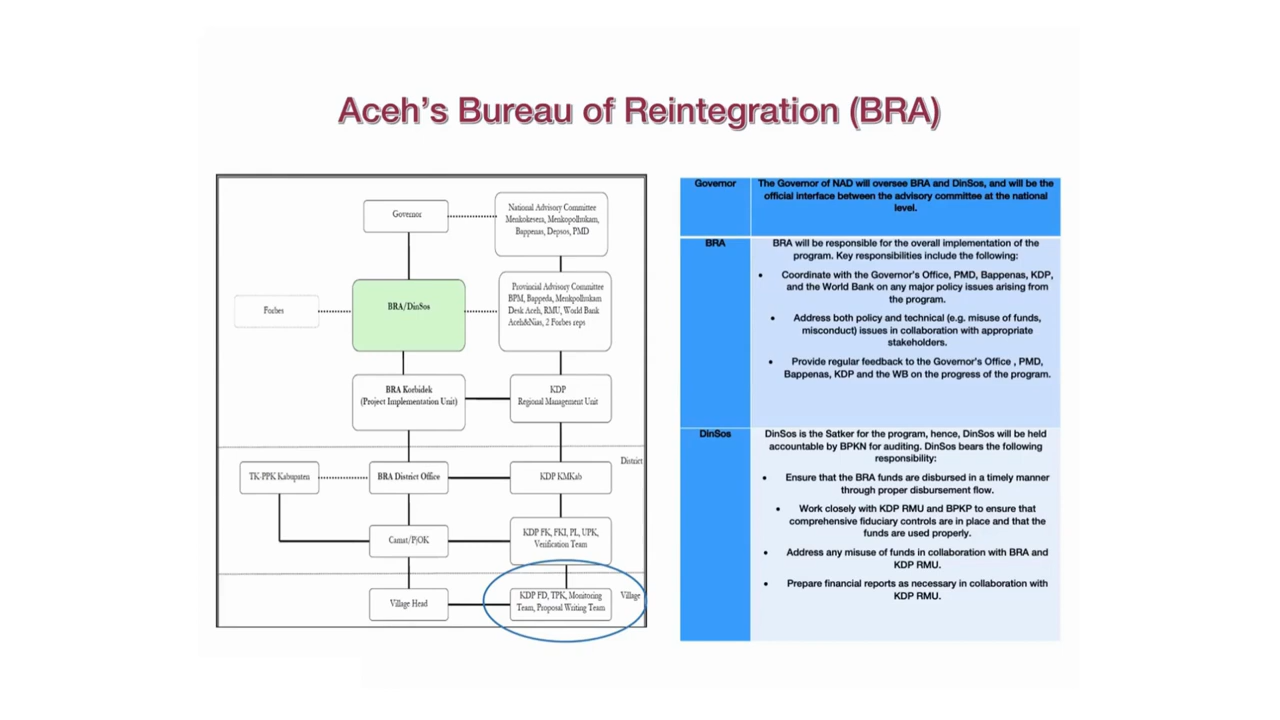 Aceh's Bureau of Reintegration (BRA)
Governor
National Advisory Committee
Menkokesera, Menkopolhukam,
Bappenas, Depsos, PMD
Forbes
BRA/DinSos
Provincial Advisory Committee
BPM, Bappeda, Menkpolhukam
Desk Aceh, RMU, World Bank
Aceh&Nias, 2 Forbes reps
BRA Korbidek
(Project Implementation Unit)
KDP
Regional Management Unit
District
TK-PPK Kabupaten
BRA District Office
KDP KMKab
Camat/PjOK
KDP FK, FKI, PL, UPK,
Verification Team
Village Head
KDP FD, TPK, Monitoring
Team, Proposal Writing Team
Village
Governor
The Governor of NAD will oversee BRA and DinSos, and will be the
official interface between the advisory committee at the national
level.
BRA
BRA will be responsible for the overall implementation of the
program. Key responsibilities include the following:
• Coordinate with the Governor's Office, PMD, Bappenas, KDP,
and the World Bank on any major policy issues arising from
the program.
• Address both policy and technical (e.g. misuse of funds,
misconduct) issues in collaboration with appropriate
stakeholders.
• Provide regular feedback to the Governor's Office , PMD,
Bappenas, KDP and the WB on the progress of the program.
DinSos
DinSos is the Satker for the program, hence, DinSos will be held
accountable by BPKN for auditing. DinSos bears the following
responsibility:
• Ensure that the BRA funds are disbursed in a timely manner
through proper disbursement flow.
• Work closely with KDP RMU and BPKP to ensure that
comprehensive fiduciary controls are in place and that the
funds are used properly.
• Address any misuse of funds in collaboration with BRA and
KDP RMU.
• Prepare financial reports as necessary in collaboration with
KDP RMU.